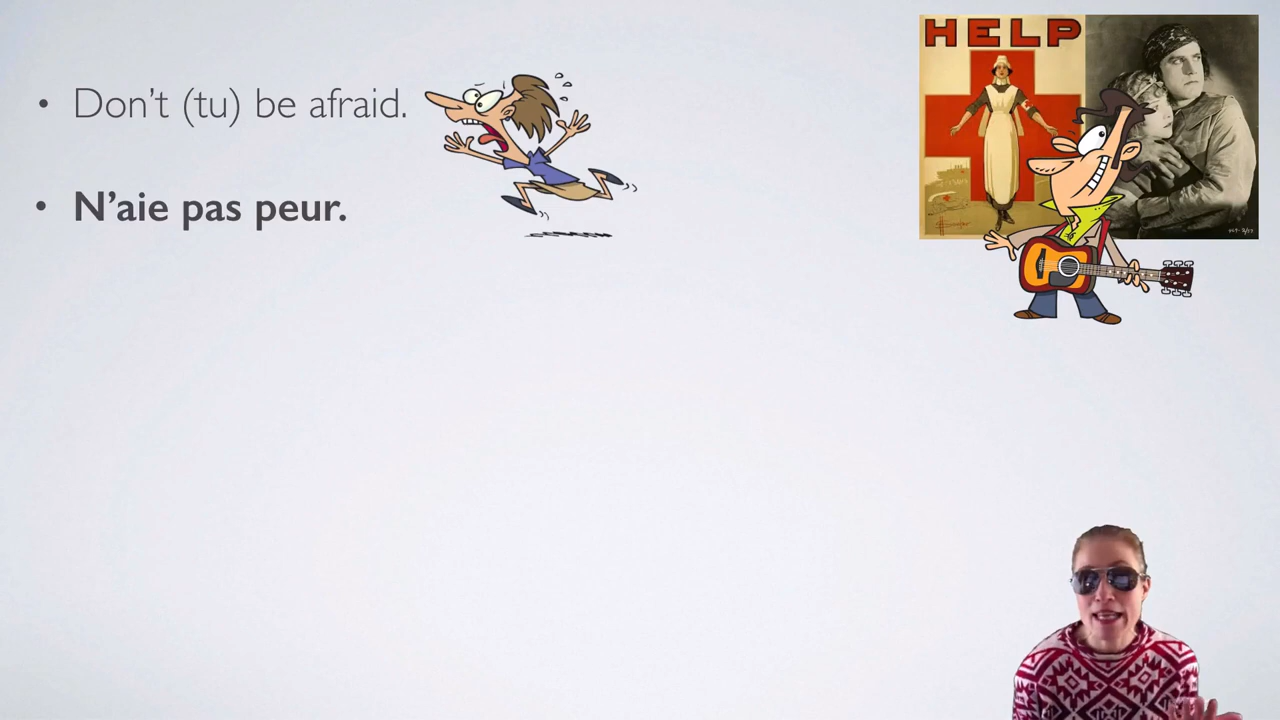 • Don't (tu) be afraid.
• N'aie pas peur.
HELP